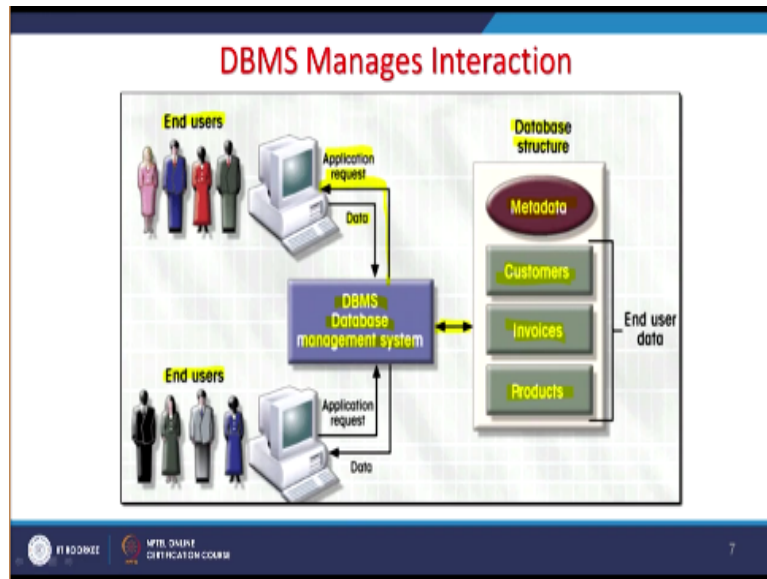 DBMS Manages Interaction
End users
Application
request
Data
Database
structure
Metadata
Customers
Invoices
Products
End user
data
DBMS
Database
management system
End users
Application
request
Data
IIT ROORKEE
NPTEL ONLINE
CERTIFICATION COURSE
7